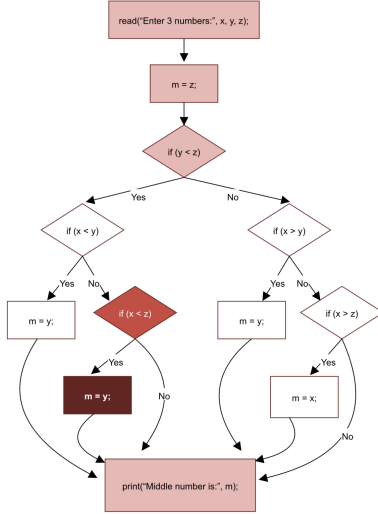 read(“Enter 3 numbers:”, x, y, z);
m = z;
if (y < z)
Yes
No
if (x < y)
if (x > y)
Yes
No
Yes
No
m = y;
if (x < z)
m = y;
if (x > z)
Yes
No
Yes
No
m = y;
m = x;
print(“Middle number is:”, m);